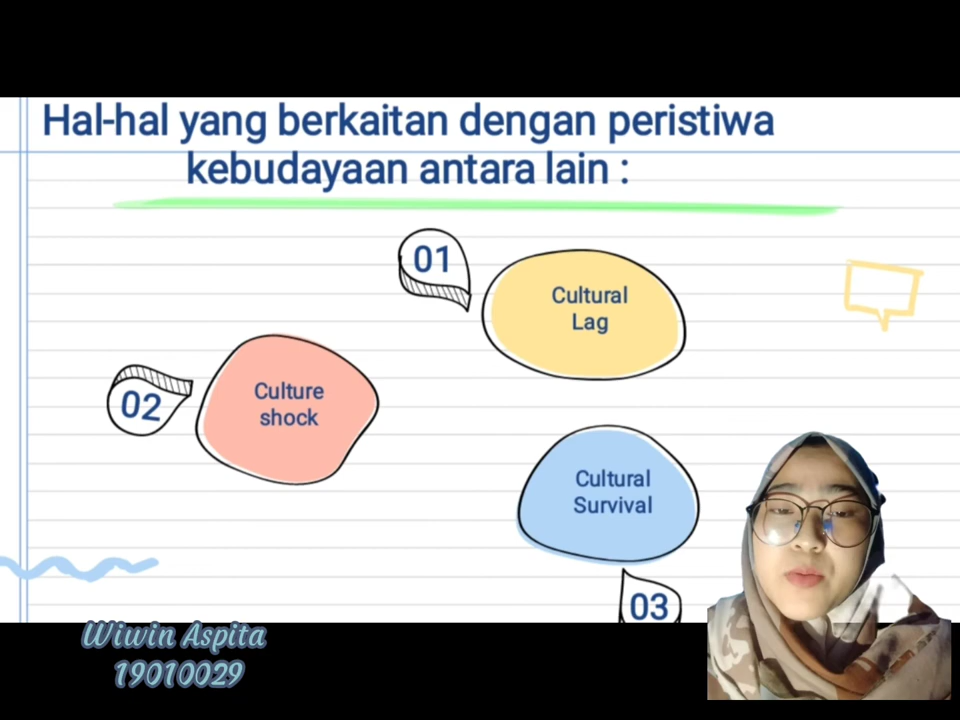 Hal-hal yang berkaitan dengan peristiwa
kebudayaan antara lain :
01
Cultural
Lag
02
Culture
shock
Cultural
Survival
03
Wiwin Aspita
19010029